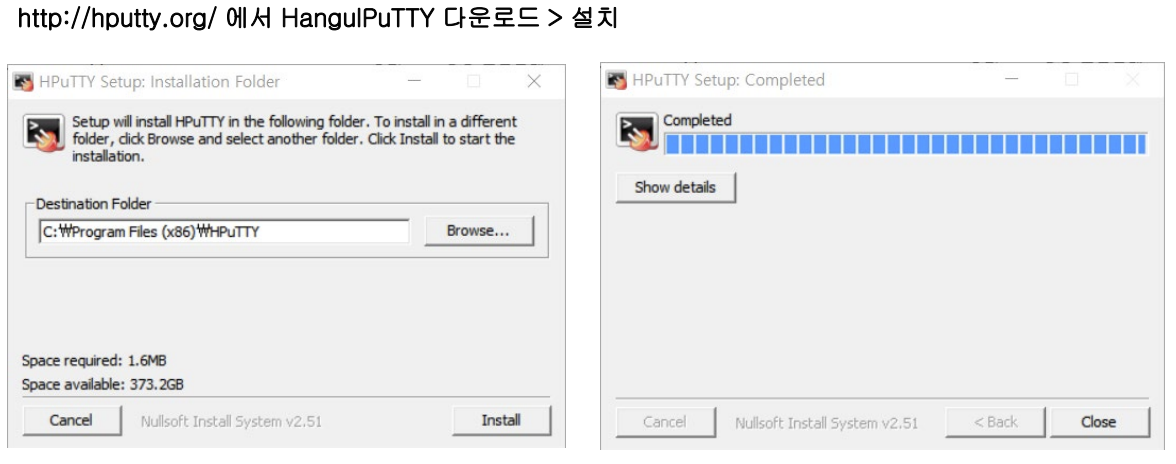 http://hputty.org/ 에서 HangulPuTTY 다운로드 > 설치
HPuTTY Setup: Installation Folder
Setup will install HPuTTY in the following folder. To install in a different
folder, click Browse and select another folder. Click Install to start the
installation.
Destination Folder
C:₩Program Files (x86)₩HPuTTY
Browse...
Space required: 1.6MB
Space available: 373.2GB
Cancel
Nullsoft Install System v2.51
Install
HPuTTY Setup: Completed
Completed
Show details
Cancel
Nullsoft Install System v2.51
< Back
Close